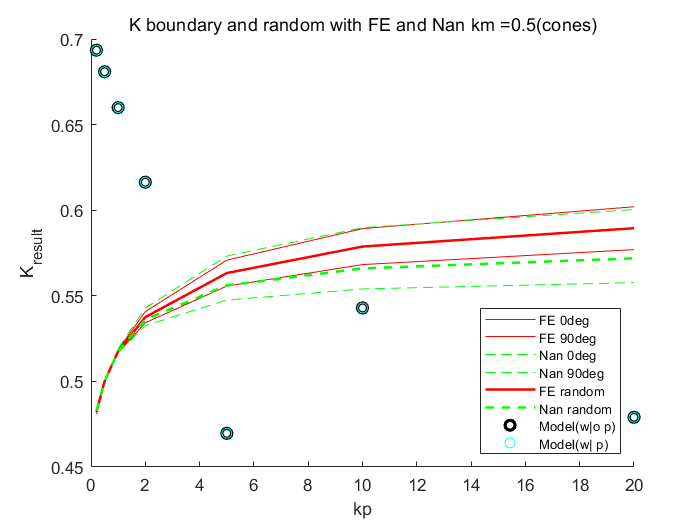 K boundary and random with FE and Nan km =0.5(cones)
0.7
0.65
0.6
0.55
0.5
0.45
K_result
0 2 4 6 8 10 12 14 16 18 20
kp
FE 0deg
FE 90deg
Nan 0deg
Nan 90deg
FE random
Nan random
Model(w|o p)
Model(w| p)